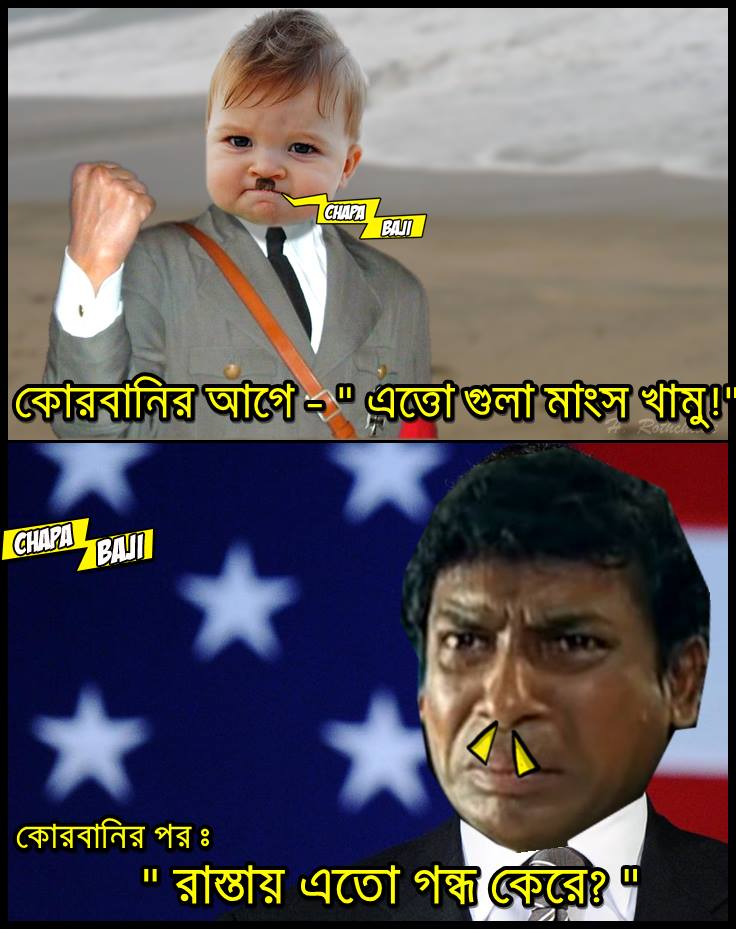 CHAPA
BAJI
কোরবানির আগে - " এত্তো গুলা মাংস খামু!"
CHAPA
BAJI
কোরবানির পর ঃ
" রাস্তায় এতো গন্ধ কেরে? "